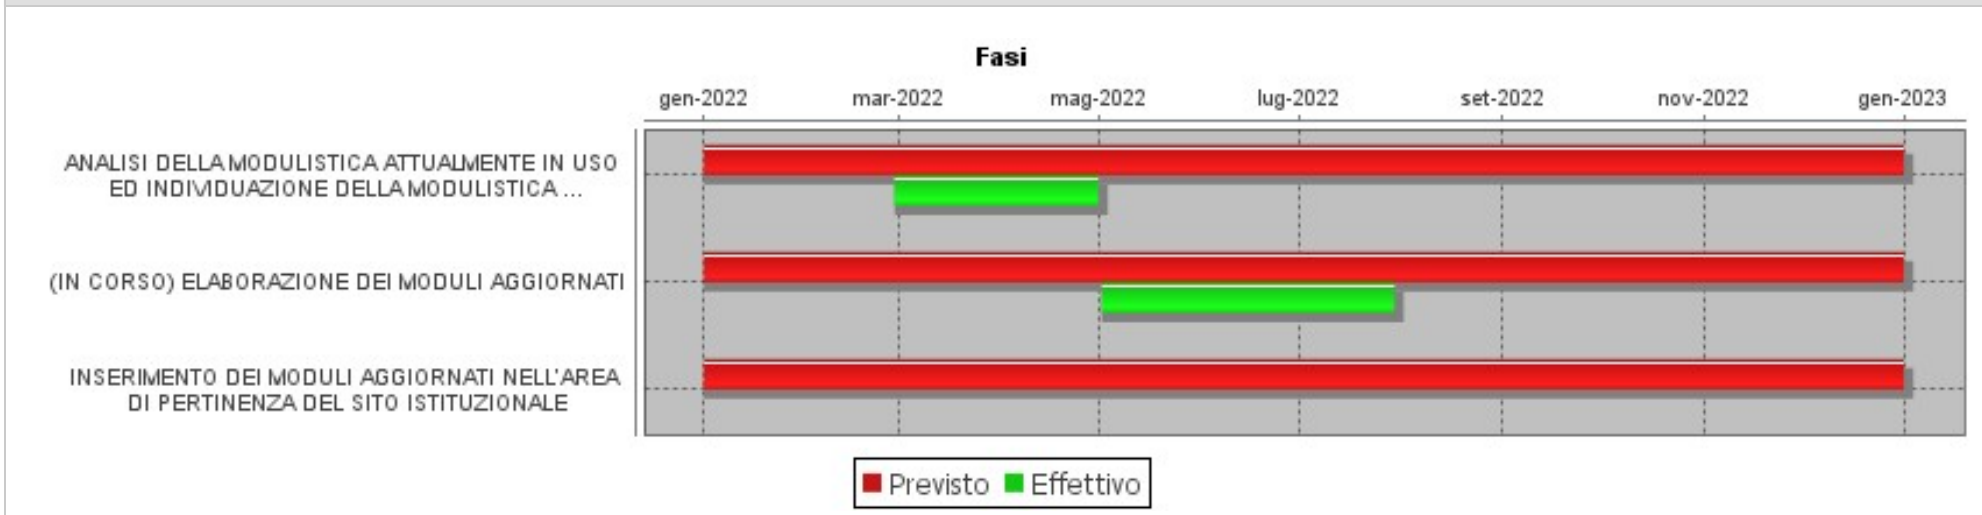 Fasi
gen-2022 mar-2022 mag-2022 lug-2022 set-2022 nov-2022 gen-2023
ANALISI DELLA MODULISTICA ATTUALMENTE IN USO
ED INDIVIDUAZIONE DELLA MODULISTICA ...
(IN CORSO) ELABORAZIONE DEI MODULI AGGIORNATI
INSERIMENTO DEI MODULI AGGIORNATI NELL'AREA
DI PERTINENZA DEL SITO ISTITUZIONALE
Previsto Effettivo